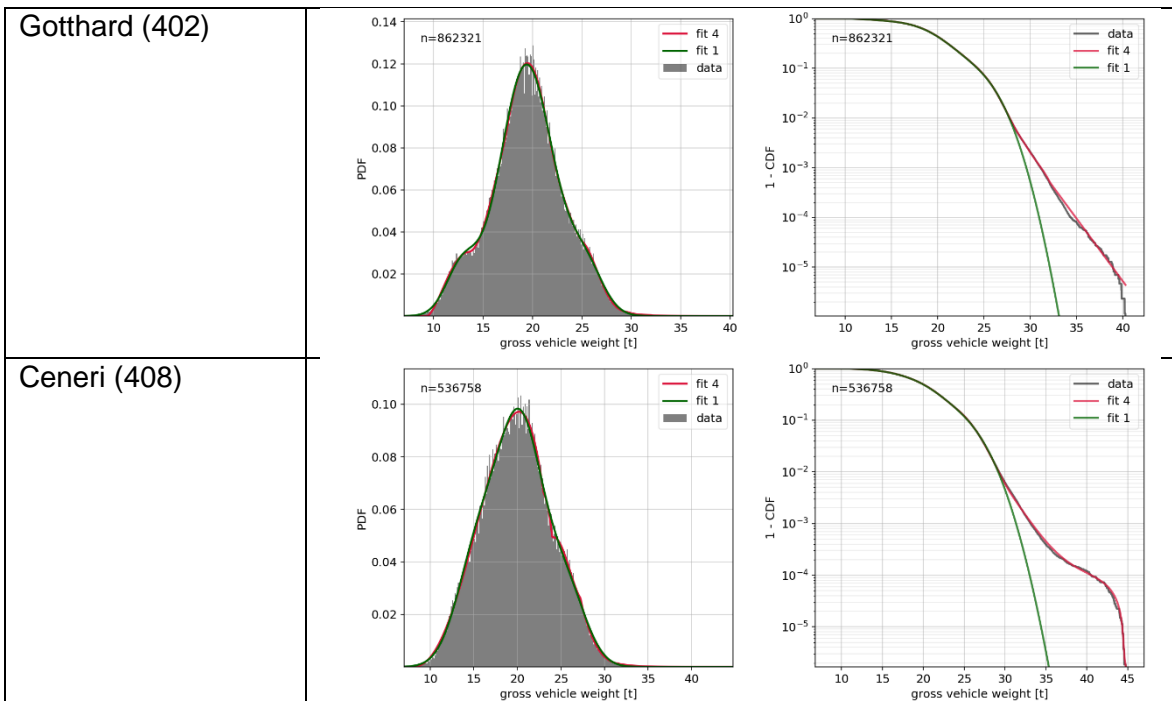 Gotthard (402)
n=862321
fit 4
fit 1
data
PDF
0.14
0.12
0.10
0.08
0.06
0.04
0.02
10 15 20 25 30 35 40
gross vehicle weight [t]
n=862321
data
fit 4
fit 1
1 - CDF
10⁰
10⁻¹
10⁻²
10⁻³
10⁻⁴
10⁻⁵
10 15 20 25 30 35 40
gross vehicle weight [t]
Ceneri (408)
n=536758
fit 4
fit 1
data
PDF
0.10
0.08
0.06
0.04
0.02
10 15 20 25 30 35 40
gross vehicle weight [t]
n=536758
data
fit 4
fit 1
1 - CDF
10⁰
10⁻¹
10⁻²
10⁻³
10⁻⁴
10⁻⁵
10 15 20 25 30 35 40 45
gross vehicle weight [t]